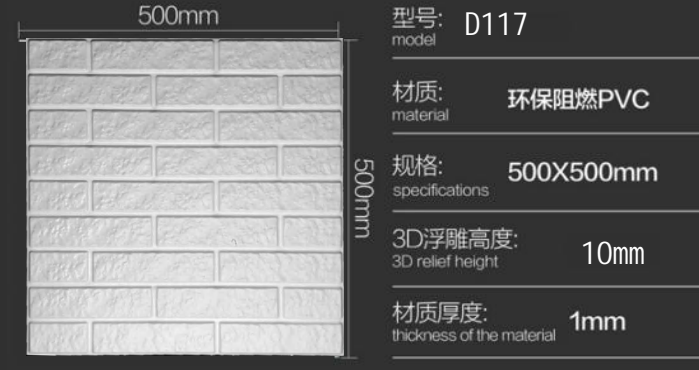 500mm
500mm
型号: D117
model
材质: 环保阻燃PVC
material
规格: 500X500mm
specifications
3D浮雕高度: 10mm
3D relief height
材质厚度: 1mm
thickness of the material